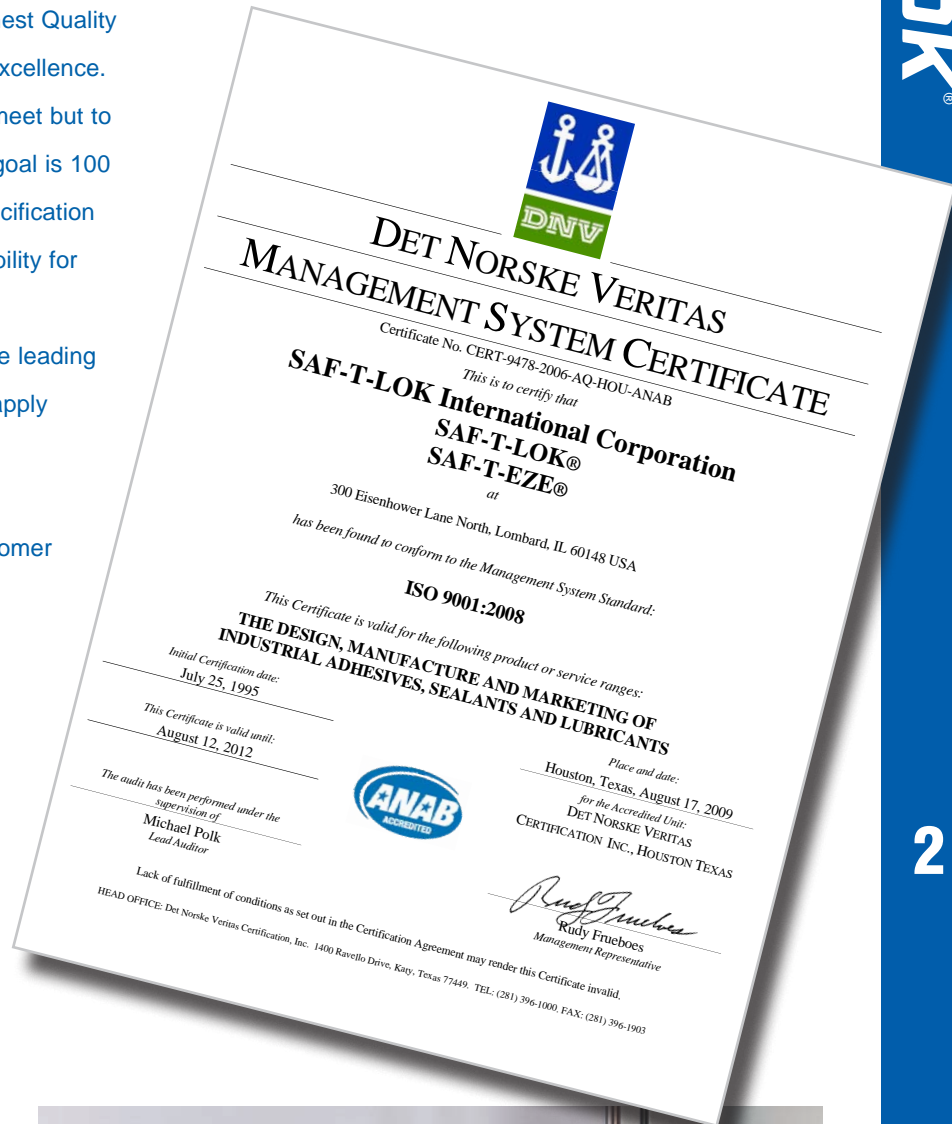 est Quality
xcellence.
neet but to
goal is 100
cification
bility for
e leading
apply
omer
OK®
DNV
DET NORSKE VERITAS
MANAGEMENT SYSTEM CERTIFICATE
Certificate No. CERT-9478-2006-AQ-HOU-ANAB
This is to certify that
SAF-T-LOK International Corporation
SAF-T-LOK®
SAF-T-EZE®
at
300 Eisenhower Lane North, Lombard, IL 60148 USA
has been found to conform to the Management System Standard:
ISO 9001:2008
This Certificate is valid for the following product or service ranges:
THE DESIGN, MANUFACTURE AND MARKETING OF
INDUSTRIAL ADHESIVES, SEALANTS AND LUBRICANTS
Initial Certification date:
July 25, 1995
This Certificate is valid until:
August 12, 2012
The audit has been performed under the
supervision of
Michael Polk
Lead Auditor
ANAB
ACCREDITED
Place and date:
Houston, Texas, August 17, 2009
for the Accredited Unit:
DET NORSKE VERITAS
CERTIFICATION INC., HOUSTON TEXAS
Rudy Frueboes
Rudy Frueboes
Management Representative
Lack of fulfillment of conditions as set out in the Certification Agreement may render this Certificate invalid.
HEAD OFFICE: Det Norske Veritas Certification, Inc. 1400 Ravello Drive, Katy, Texas 77449. TEL: (281) 396-1000. FAX: (281) 396-1903
2